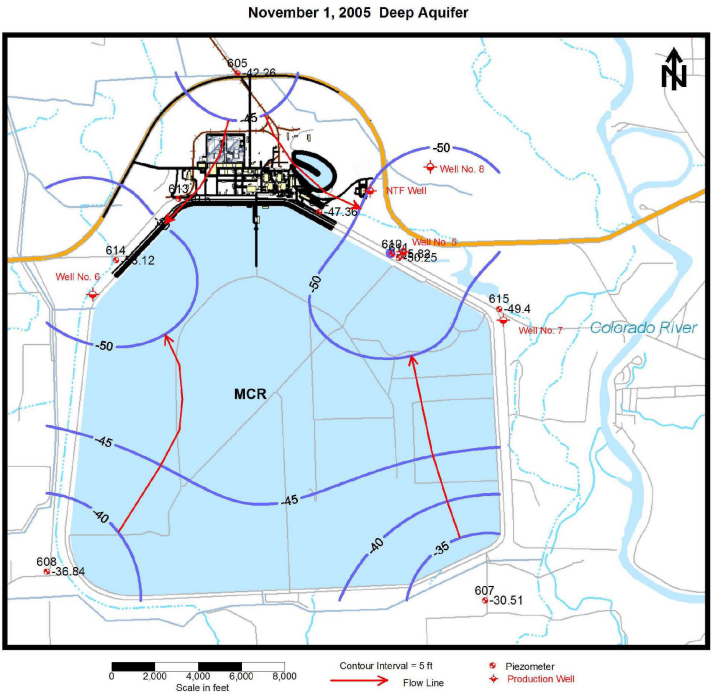 November 1, 2005  Deep Aquifer
N
605
-42.26
-45
-50
Well No. 8
NTF Well
613
-47.36
610
Well No. 5
-50.25
614
Well No. 6
-50
-50
615
-49.4
Well No. 7
Colorado River
MCR
-45
-45
-40
-40
-35
608
-36.84
607
-30.51
0 2,000 4,000 6,000 8,000
Scale in feet
Contour Interval = 5 ft
Flow Line
Piezometer
Production Well